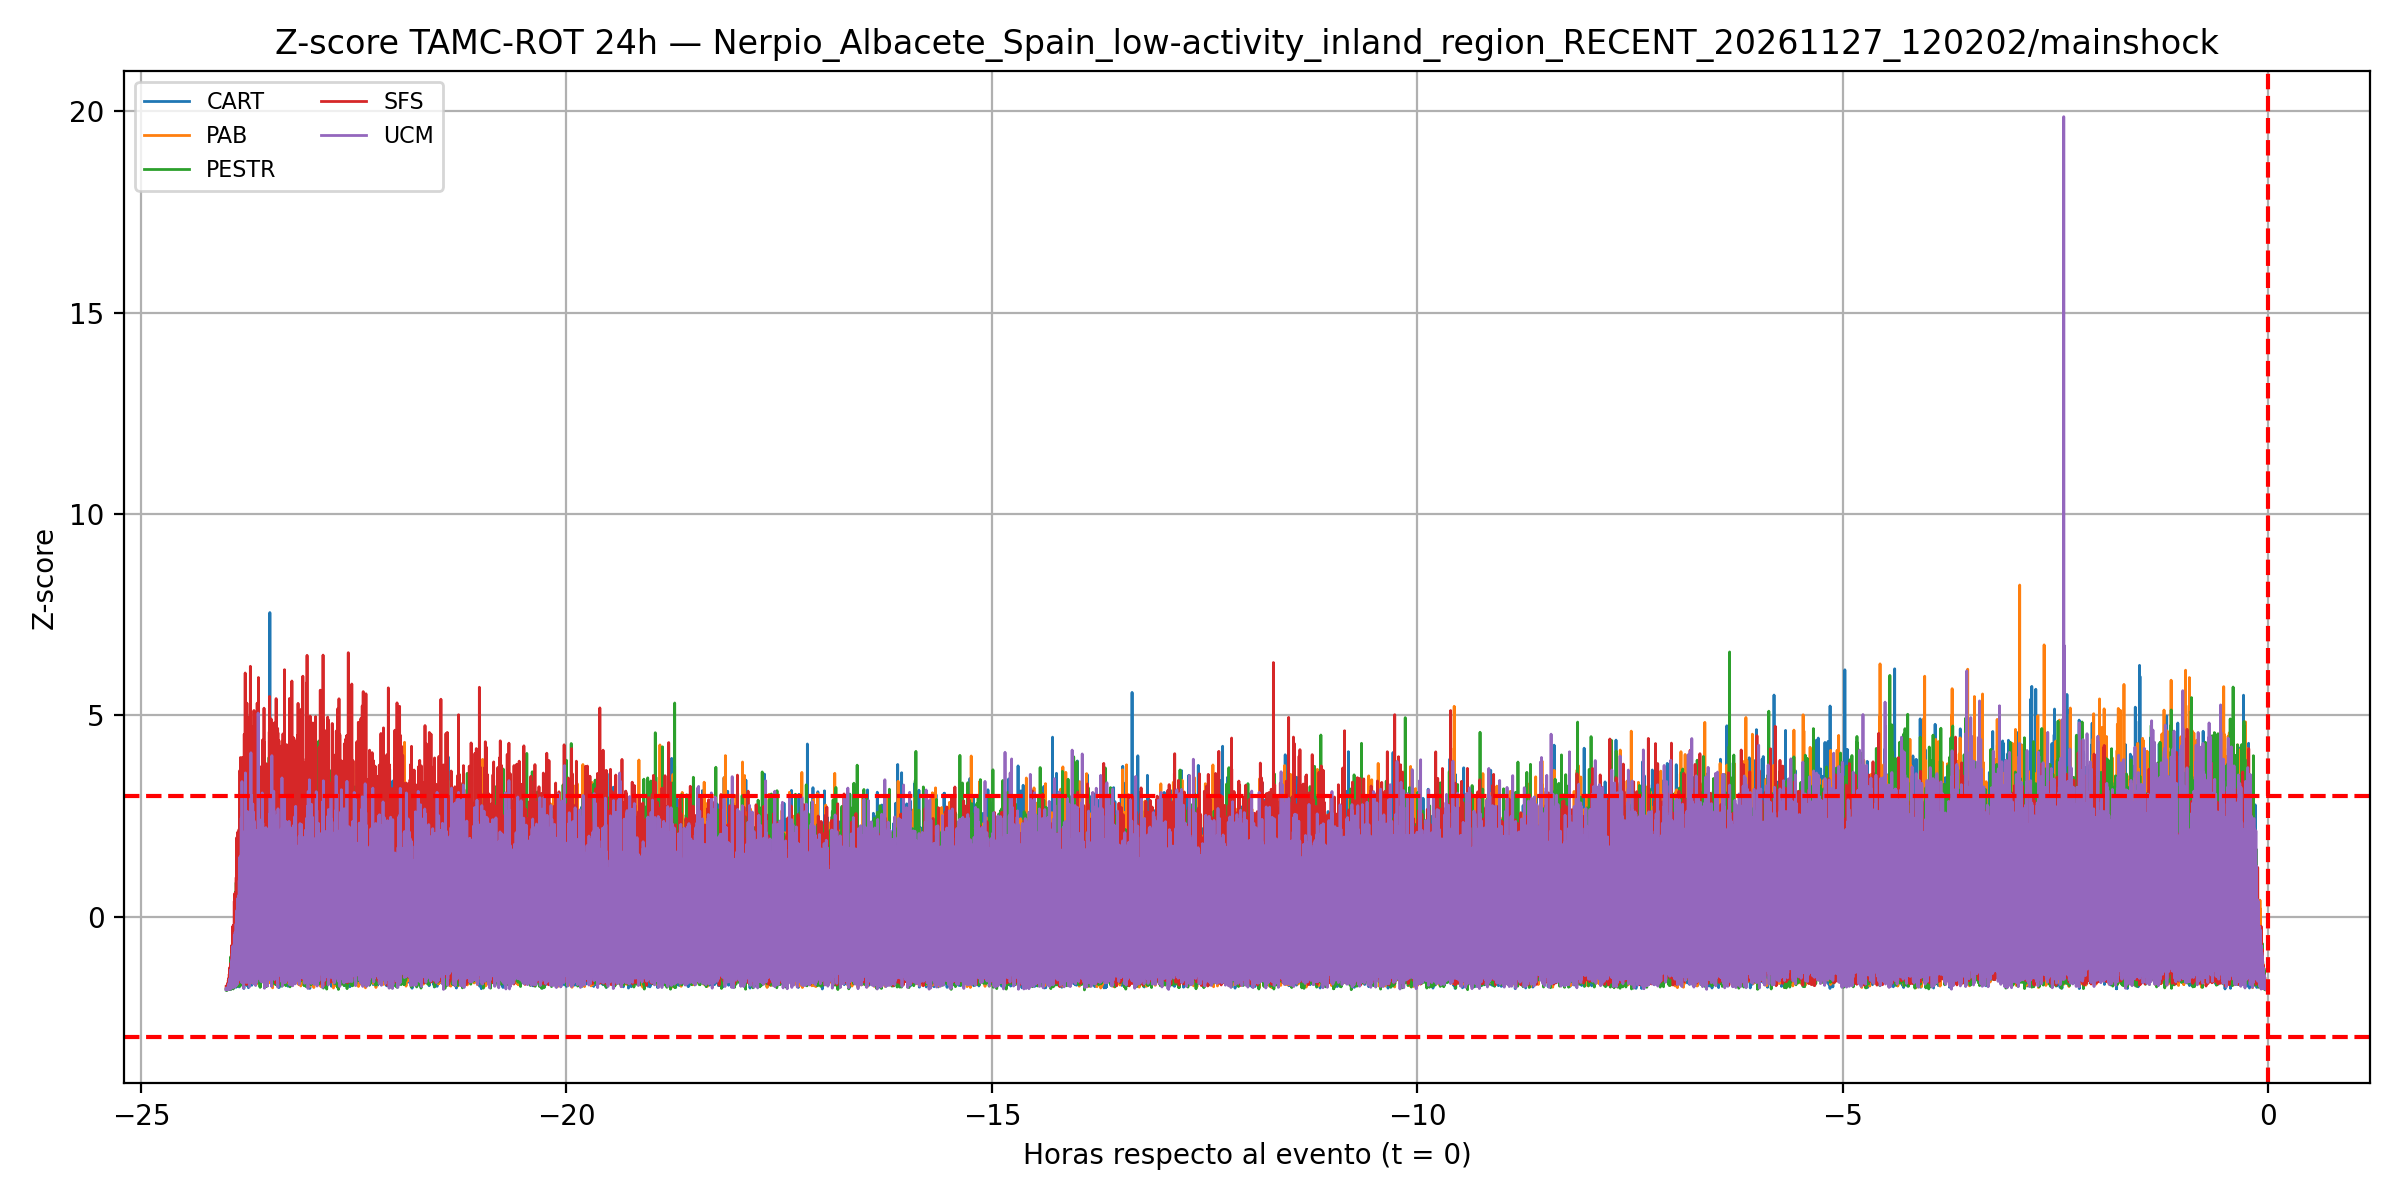 Z-score TAMC-ROT 24h — Nerpio_Albacete_Spain_low-activity_inland_region_RECENT_20261127_120202/mainshock
CART
PAB
PESTR
SFS
UCM
Z-score
20
15
10
5
0
−25
−20
−15
−10
−5
0
Horas respecto al evento (t = 0)